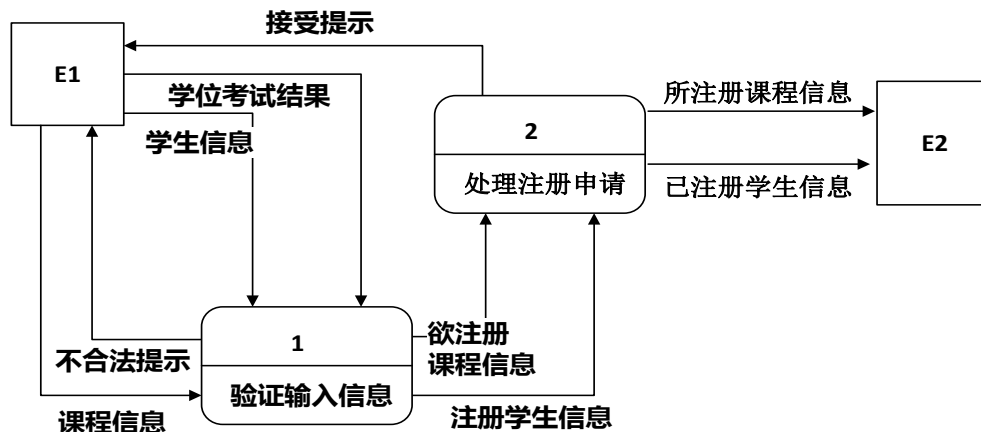 接受提示
E1
学位考试结果
学生信息
2
处理注册申请
所注册课程信息
已注册学生信息
E2
1
验证输入信息
不合法提示
课程信息
欲注册
课程信息
注册学生信息